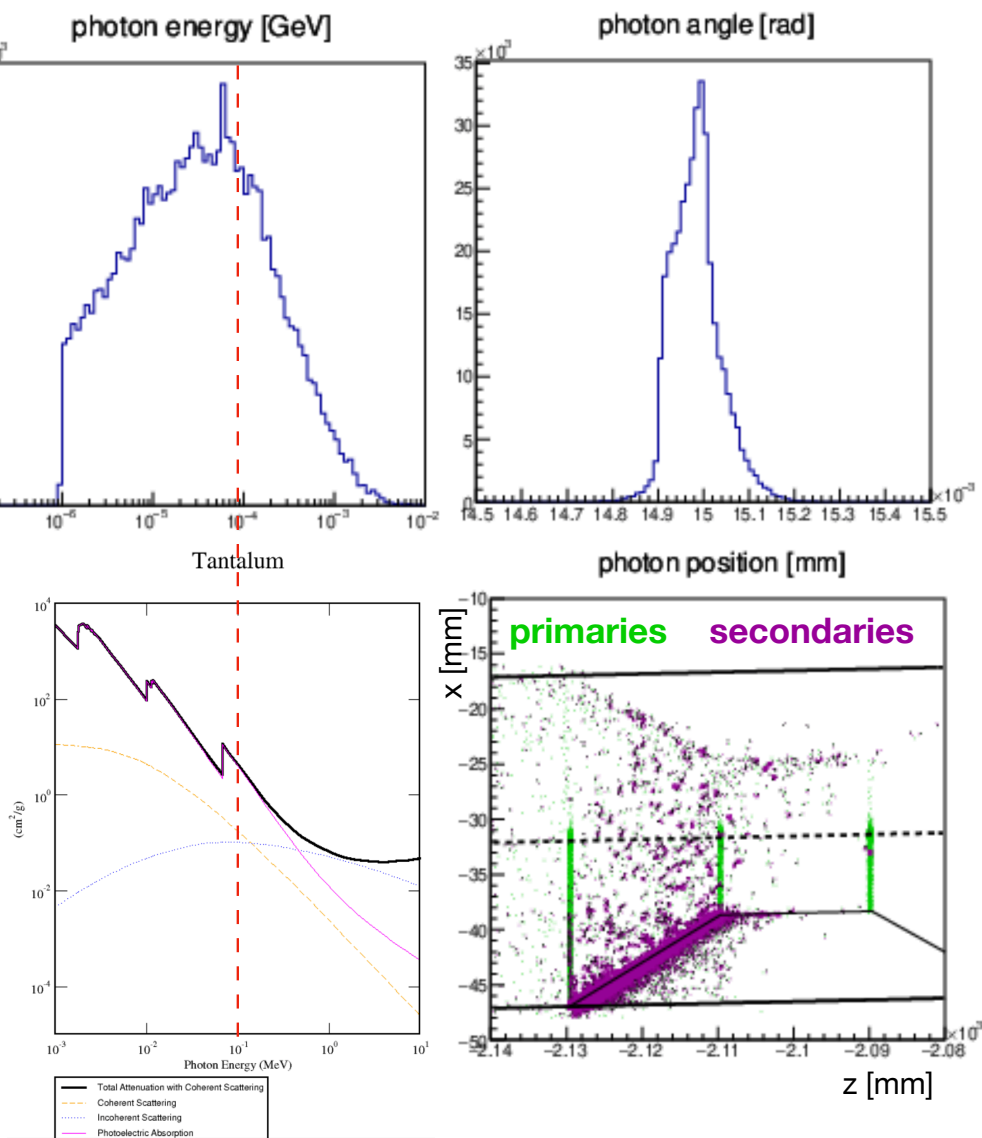 photon energy [GeV]
3
10⁻⁶
10⁻⁵
10⁻⁴
10⁻³
10⁻²
photon angle [rad]
×10³
35
30
25
20
15
10
5
0
14.5 14.6 14.7 14.8 14.9 15 15.1 15.2 15.3 15.4 15.5
×10⁻³
Tantalum
10⁴
10²
10⁰
10⁻²
10⁻⁴
(cm²/g)
10⁻³
10⁻²
10⁻¹
10⁰
10¹
Photon Energy (MeV)
Total Attenuation with Coherent Scattering
Coherent Scattering
Incoherent Scattering
Photoelectric Absorption
photon position [mm]
primaries
secondaries
x [mm]
−10
−15
−20
−25
−30
−35
−40
−45
−50
−2.14 −2.13 −2.12 −2.11 −2.1 −2.09 −2.08
z [mm]